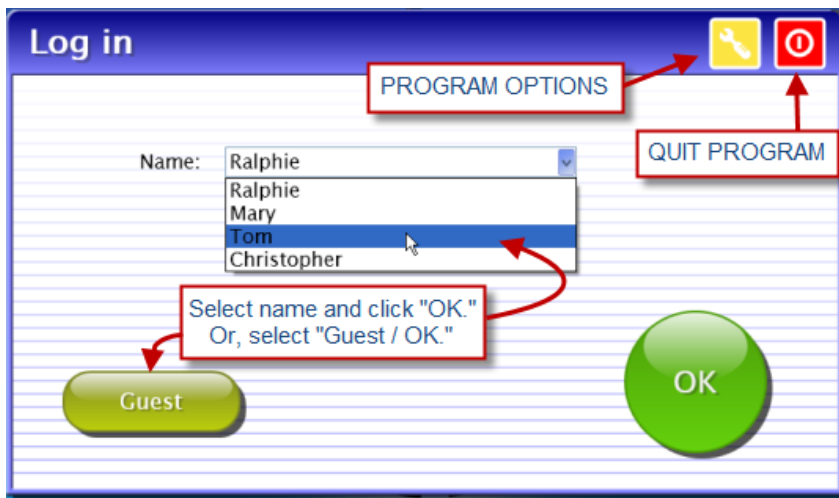 Log in
PROGRAM OPTIONS
QUIT PROGRAM
Name: Ralphie
Ralphie
Mary
Tom
Christopher
Select name and click "OK."
Or, select "Guest / OK."
Guest
OK